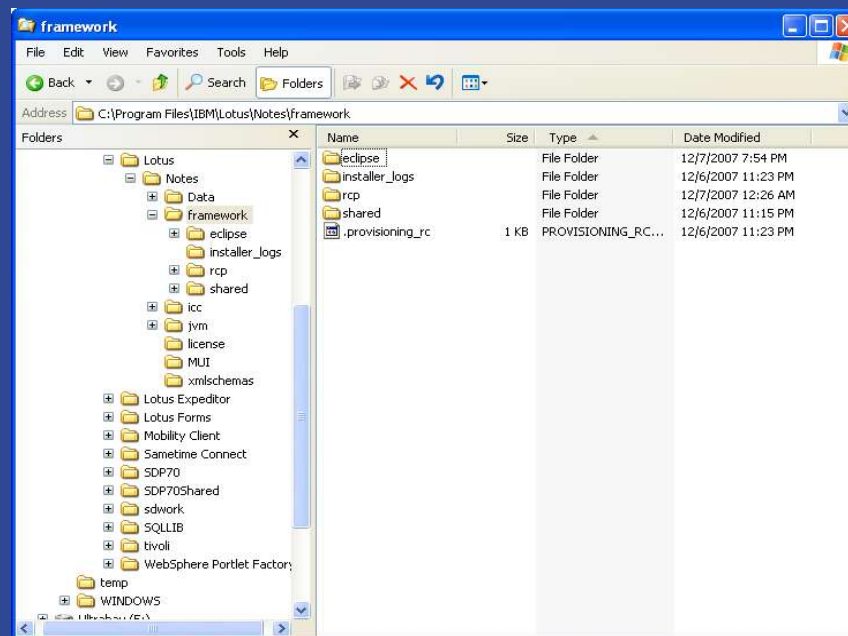 framework
File Edit View Favorites Tools Help
Back Search Folders
Address C:\Program Files\IBM\Lotus\Notes\framework
Folders
Lotus
Notes
Data
framework
eclipse
installer_logs
rcp
shared
icc
jvm
license
MUI
xmlschemas
Lotus Expeditor
Lotus Forms
Mobility Client
Sametime Connect
SDP70
SDP70Shared
sdwork
SQLLIB
tivoli
WebSphere Portlet Factory
temp
WINDOWS
Name Size Type Date Modified
eclipse File Folder 12/7/2007 7:54 PM
installer_logs File Folder 12/6/2007 11:23 PM
rcp File Folder 12/7/2007 12:26 AM
shared File Folder 12/6/2007 11:15 PM
.provisioning_rc 1 KB PROVISIONING_RC... 12/6/2007 11:23 PM